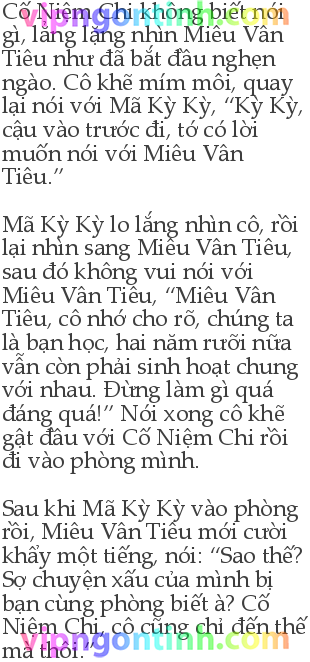 Cố Niệm Chi không biết nói
gì, lẳng lặng nhìn Miêu Vân
Tiêu như đã bắt đầu nghẹn
ngào. Cô khẽ mím môi, quay
lại nói với Mã Kỳ Kỳ, “Kỳ Kỳ,
cậu vào trước đi, tớ có lời
muốn nói với Miêu Vân
Tiêu.”
Mã Kỳ Kỳ lo lắng nhìn cô, rồi
lại nhìn sang Miêu Vân Tiêu,
sau đó không vui nói với
Miêu Vân Tiêu, “Miêu Vân
Tiêu, cô nhớ cho rõ, chúng ta
là bạn học, hai năm rưỡi nữa
vẫn còn phải sinh hoạt chung
với nhau. Đừng làm gì quá
đáng quá!” Nói xong cô khẽ
gật đầu với Cố Niệm Chi rồi
đi vào phòng mình.
Sau khi Mã Kỳ Kỳ vào phòng
rồi, Miêu Vân Tiêu mới cười
khẩy một tiếng, nói: “Sao thế?
Sợ chuyện xấu của mình bị
bạn cùng phòng biết à? Cố
Niệm Chi, cô cũng chỉ đến thế
mà thôi.”
vipngontinh.com